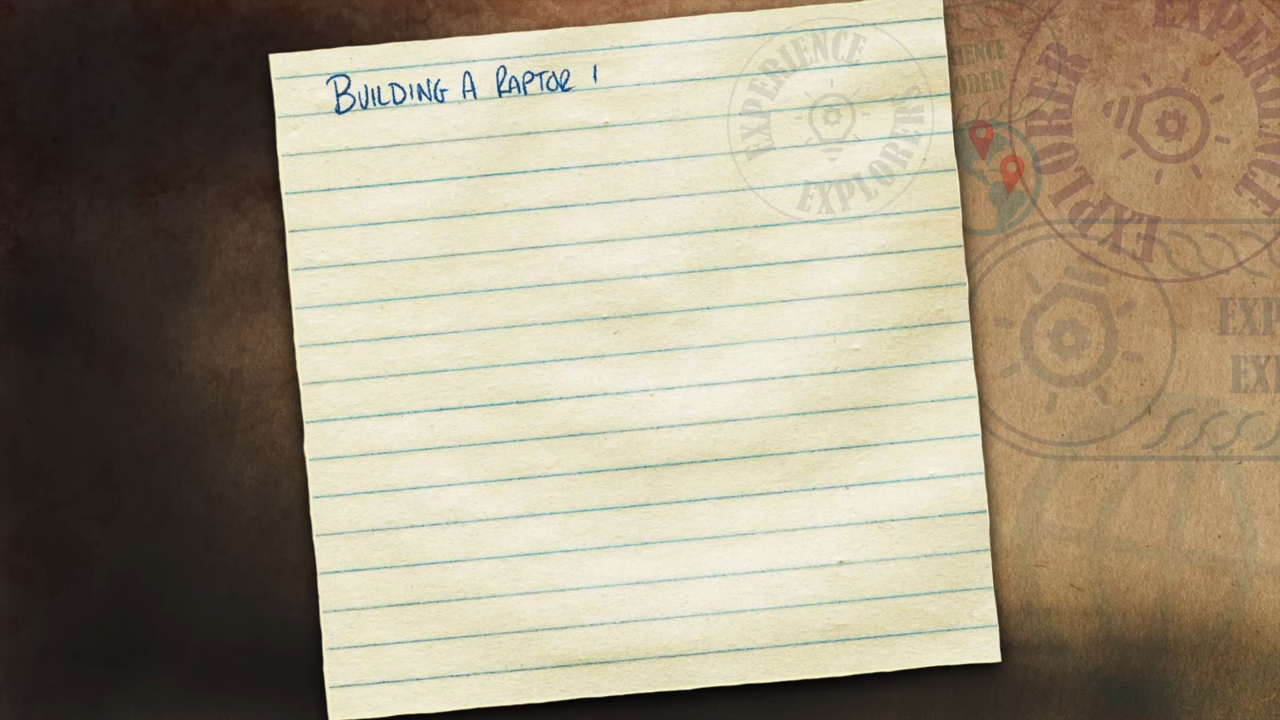 BUILDING A RAPTOR
EXPERIENCE
EXPLORERS
EXPERIENCE
EXPLORER